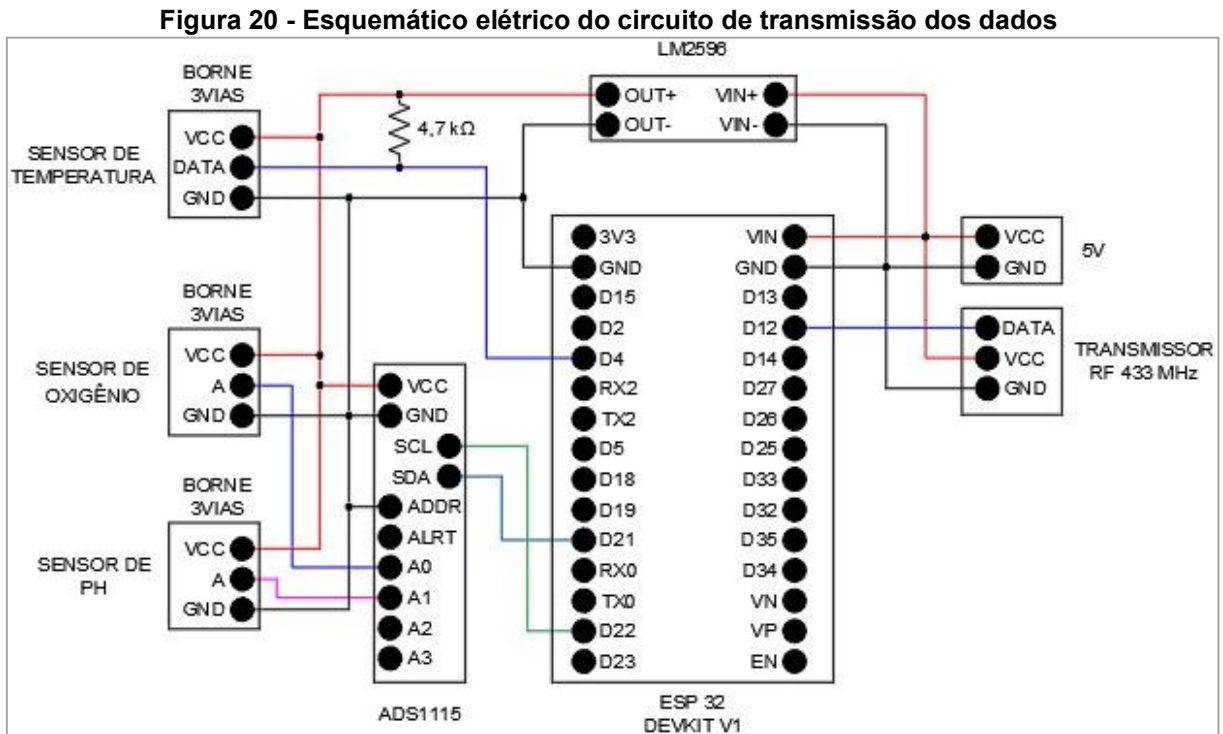 Figura 20 - Esquemático elétrico do circuito de transmissão dos dados
LM2596
OUT+
VIN+
OUT-
VIN-
4,7 kΩ
BORNE
3VIAS
SENSOR DE
TEMPERATURA
VCC
DATA
GND
BORNE
3VIAS
SENSOR DE
OXIGÊNIO
VCC
A
GND
BORNE
3VIAS
SENSOR DE
PH
VCC
A
GND
VCC
GND
SCL
SDA
ADDR
ALRT
A0
A1
A2
A3
ADS1115
3V3
GND
D15
D2
D4
RX2
TX2
D5
D18
D19
D21
RX0
TX0
D22
D23
VIN
GND
D13
D12
D14
D27
D26
D25
D33
D32
D35
D34
VN
VP
EN
ESP 32
DEVKIT V1
VCC
GND
5V
DATA
VCC
GND
TRANSMISSOR
RF 433 MHz